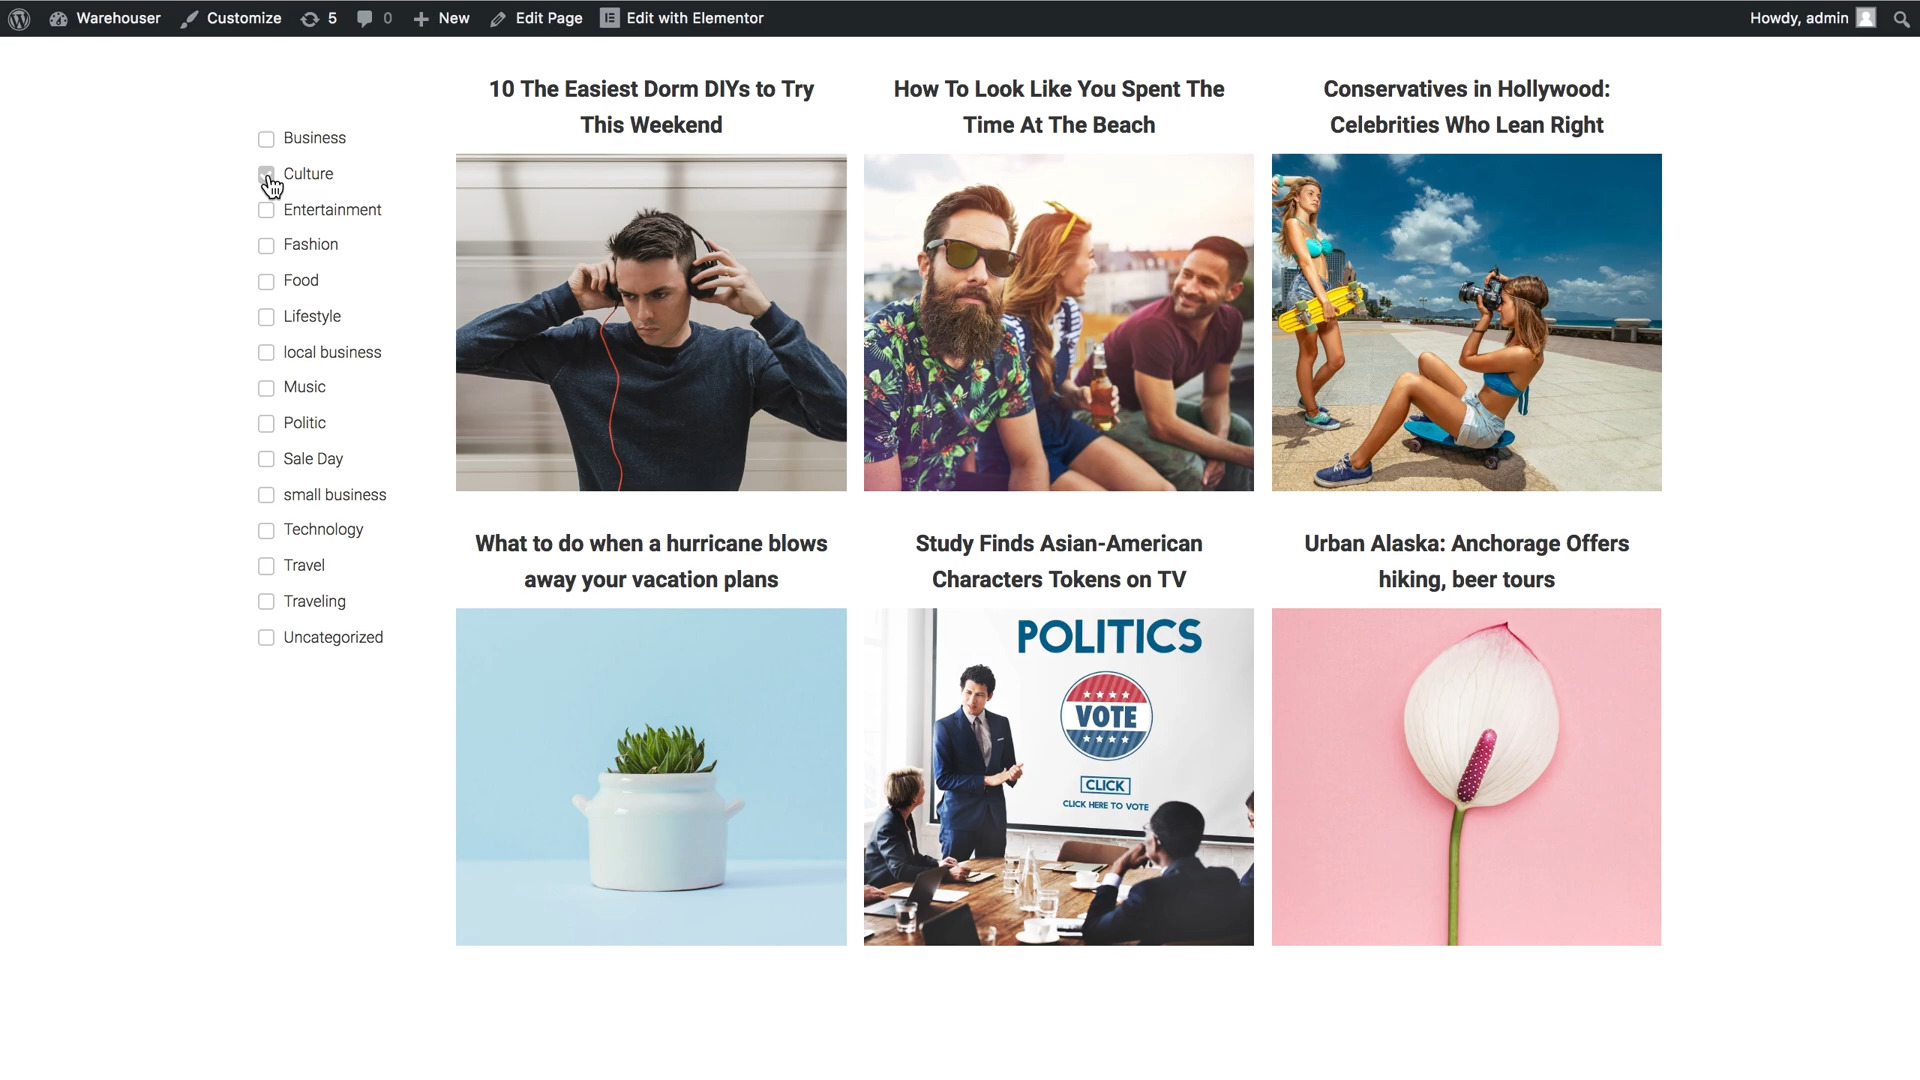 Warehouser Customize 5 0 New Edit Page Edit with Elementor Howdy, admin
Business
Culture
Entertainment
Fashion
Food
Lifestyle
local business
Music
Politic
Sale Day
small business
Technology
Travel
Traveling
Uncategorized
10 The Easiest Dorm DIYs to Try
This Weekend
How To Look Like You Spent The
Time At The Beach
Conservatives in Hollywood:
Celebrities Who Lean Right
What to do when a hurricane blows
away your vacation plans
Study Finds Asian-American
Characters Tokens on TV
POLITICS
VOTE
CLICK
CLICK HERE TO VOTE
Urban Alaska: Anchorage Offers
hiking, beer tours